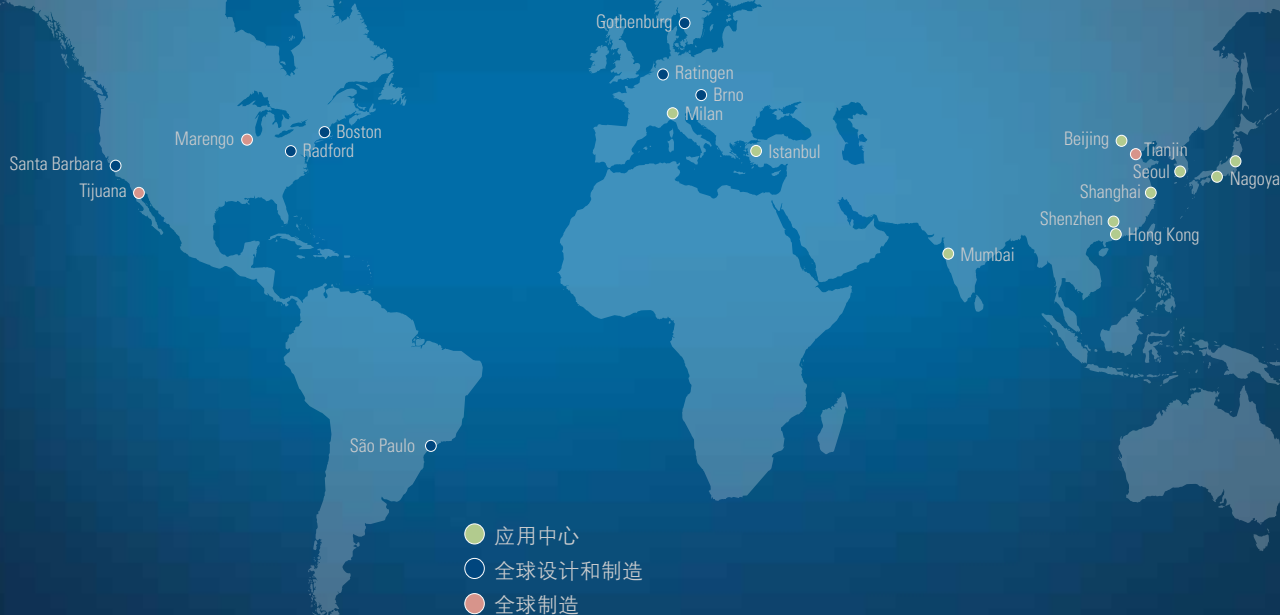 Gothenburg
Ratingen
Brno
Milan
Marengo
Boston
Radford
Santa Barbara
Tijuana
Istanbul
Beijing
Tianjin
Seoul
Nagoya
Shanghai
Shenzhen
Hong Kong
Mumbai
São Paulo
应用中心
全球设计和制造
全球制造